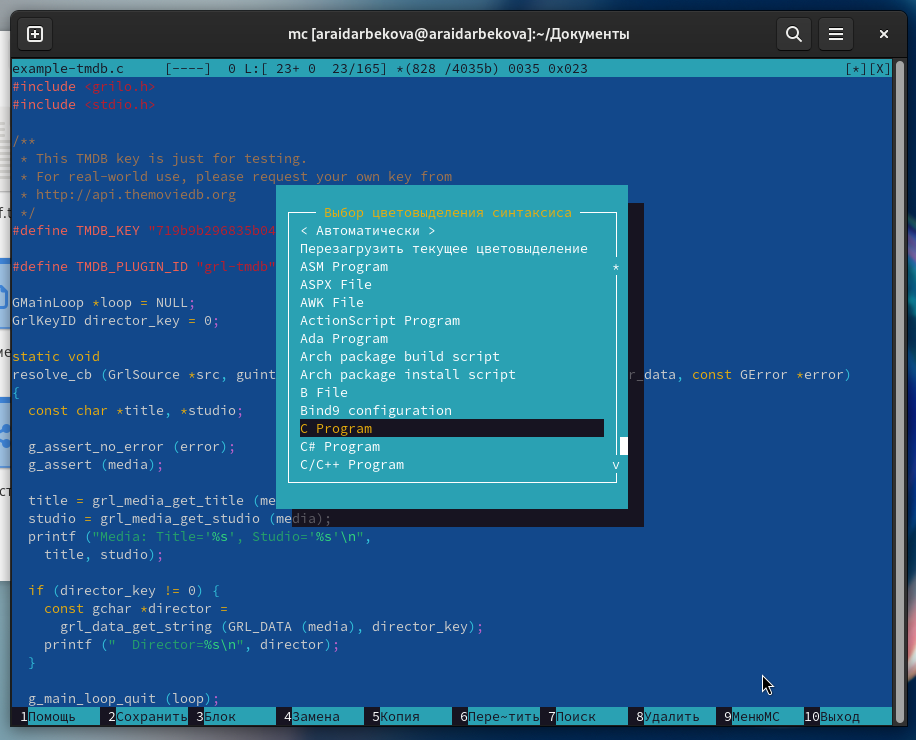 mc [araidarbekova@araidarbekova]:~/Документы
example-tmdb.c [----] 0 L:[ 23+ 0 23/165] *(828 /4035b) 0035 0x023 [*][X]
#include <grilo.h>
#include <stdio.h>
/**
* This TMDB key is just for testing.
* For real-world use, please request your own key from
* http://api.themoviedb.org
*/
#define TMDB_KEY "719b9b296835b04
#define TMDB_PLUGIN_ID "grl-tmdb"
GMainLoop *loop = NULL;
GrlKeyID director_key = 0;
static void
resolve_cb (GrlSource *src, guint r_data, const GError *error)
{
const char *title, *studio;
g_assert_no_error (error);
g_assert (media);
title = grl_media_get_title (me
studio = grl_media_get_studio (media);
printf ("Media: Title='%s', Studio='%s'\n",
title, studio);
if (director_key != 0) {
const gchar *director =
grl_data_get_string (GRL_DATA (media), director_key);
printf ("  Director=%s\n", director);
}
g_main_loop_quit (loop);
Выбор цветовыделения синтаксиса
< Автоматически >
Перезагрузить текущее цветовыделение
ASM Program
ASPX File
AWK File
ActionScript Program
Ada Program
Arch package build script
Arch package install script
B File
Bind9 configuration
C Program
C# Program
C/C++ Program
1Помощь 2Сохранить 3Блок 4Замена 5Копия 6Пере~тить 7Поиск 8Удалить 9МенюMC 10Выход